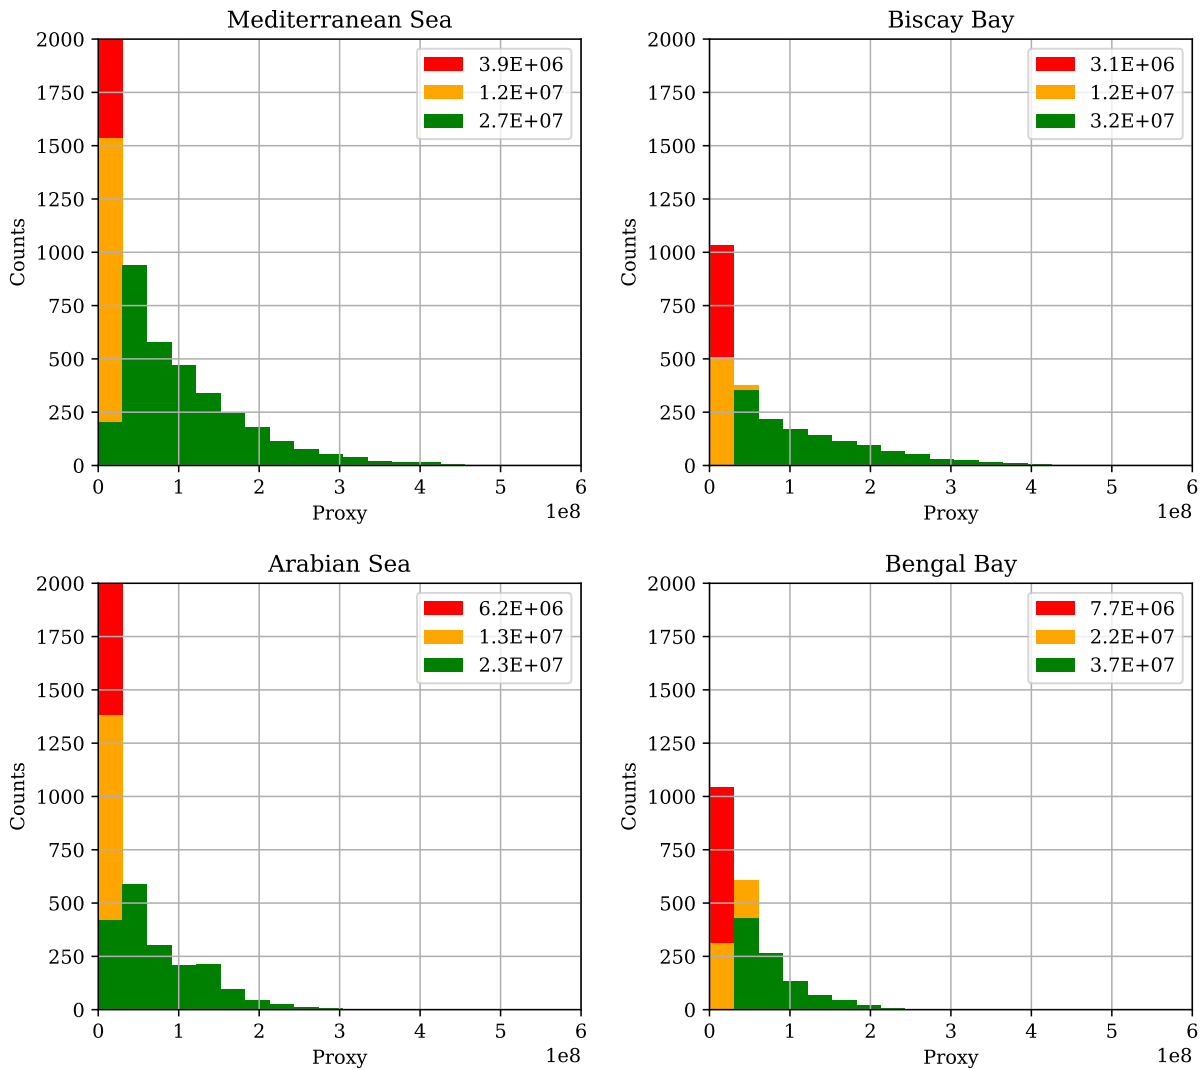 Mediterranean Sea
2000
1750
1500
1250
1000
750
500
250
0
Counts
3.9E+06
1.2E+07
2.7E+07
0 1 2 3 4 5 6
1e8
Proxy
Biscay Bay
2000
1750
1500
1250
1000
750
500
250
0
Counts
3.1E+06
1.2E+07
3.2E+07
0 1 2 3 4 5 6
1e8
Proxy
Arabian Sea
2000
1750
1500
1250
1000
750
500
250
0
Counts
6.2E+06
1.3E+07
2.3E+07
0 1 2 3 4 5 6
1e8
Proxy
Bengal Bay
2000
1750
1500
1250
1000
750
500
250
0
Counts
7.7E+06
2.2E+07
3.7E+07
0 1 2 3 4 5 6
1e8
Proxy